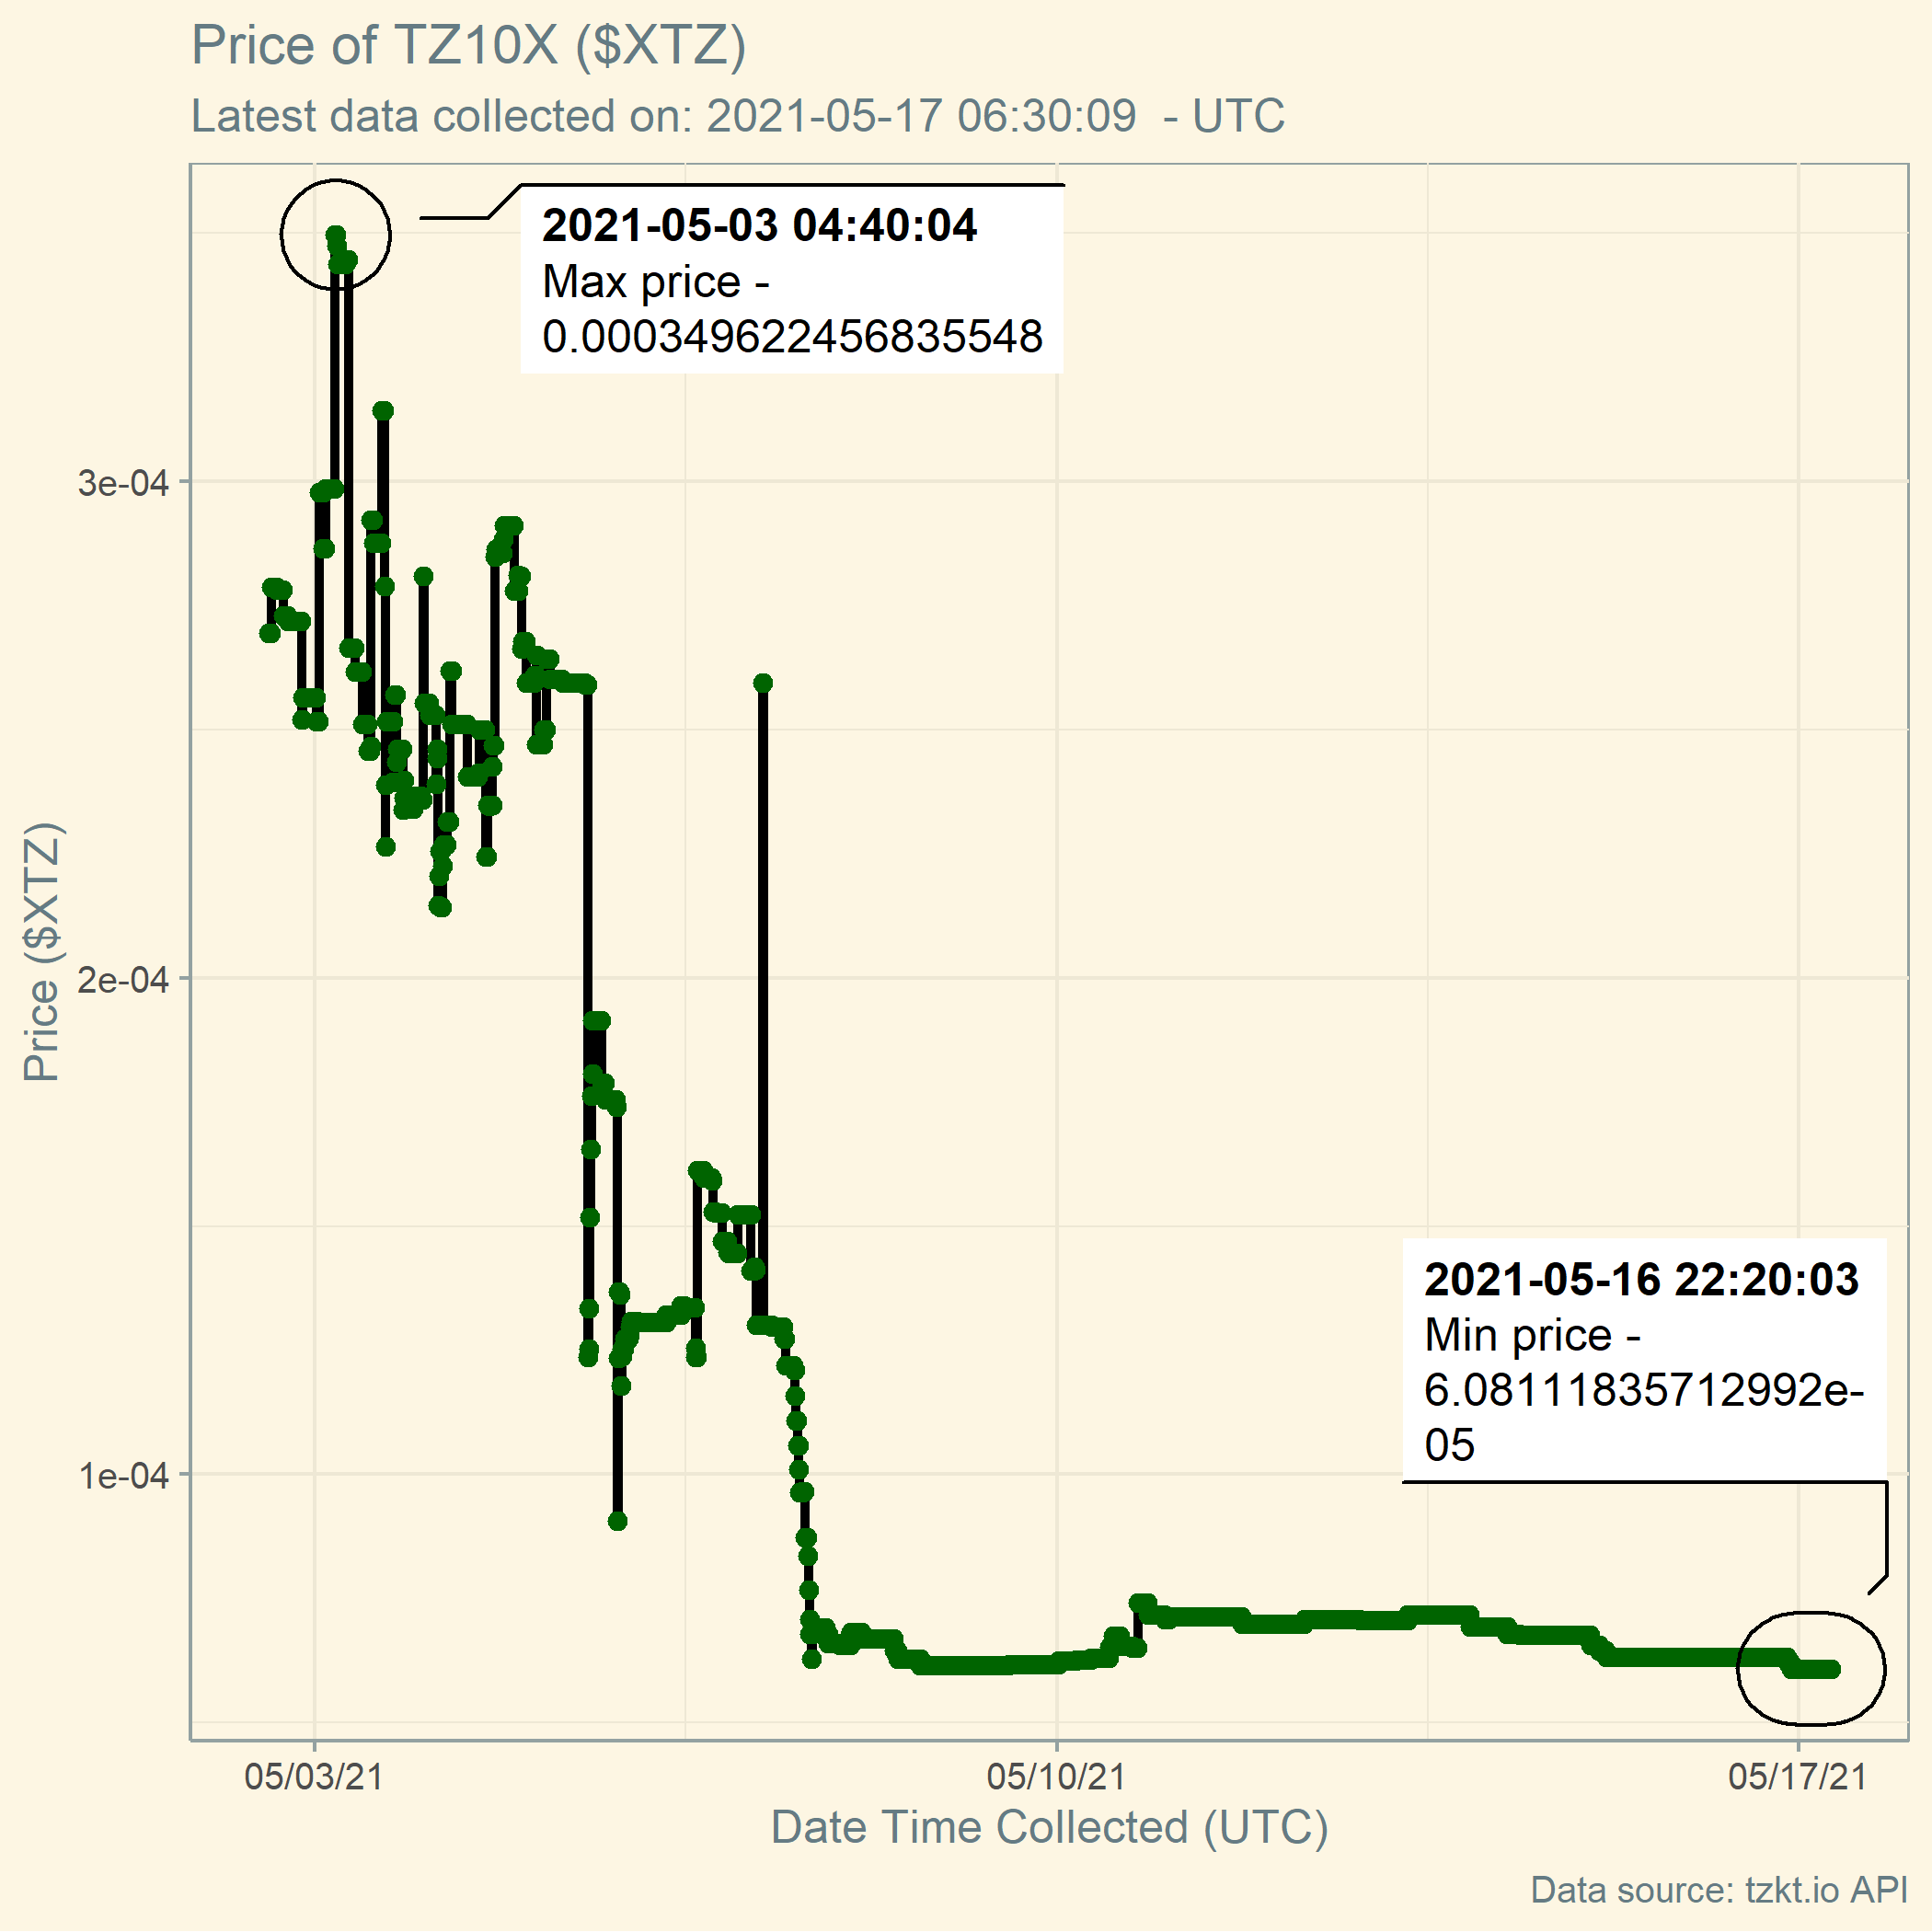 Price of TZ10X ($XTZ)
Latest data collected on: 2021-05-17 06:30:09  - UTC
2021-05-03 04:40:04
Max price -
0.000349622456835548
3e-04
2e-04
1e-04
Price ($XTZ)
2021-05-16 22:20:03
Min price -
6.08111835712992e-
05
05/03/21
05/10/21
05/17/21
Date Time Collected (UTC)
Data source: tzkt.io API